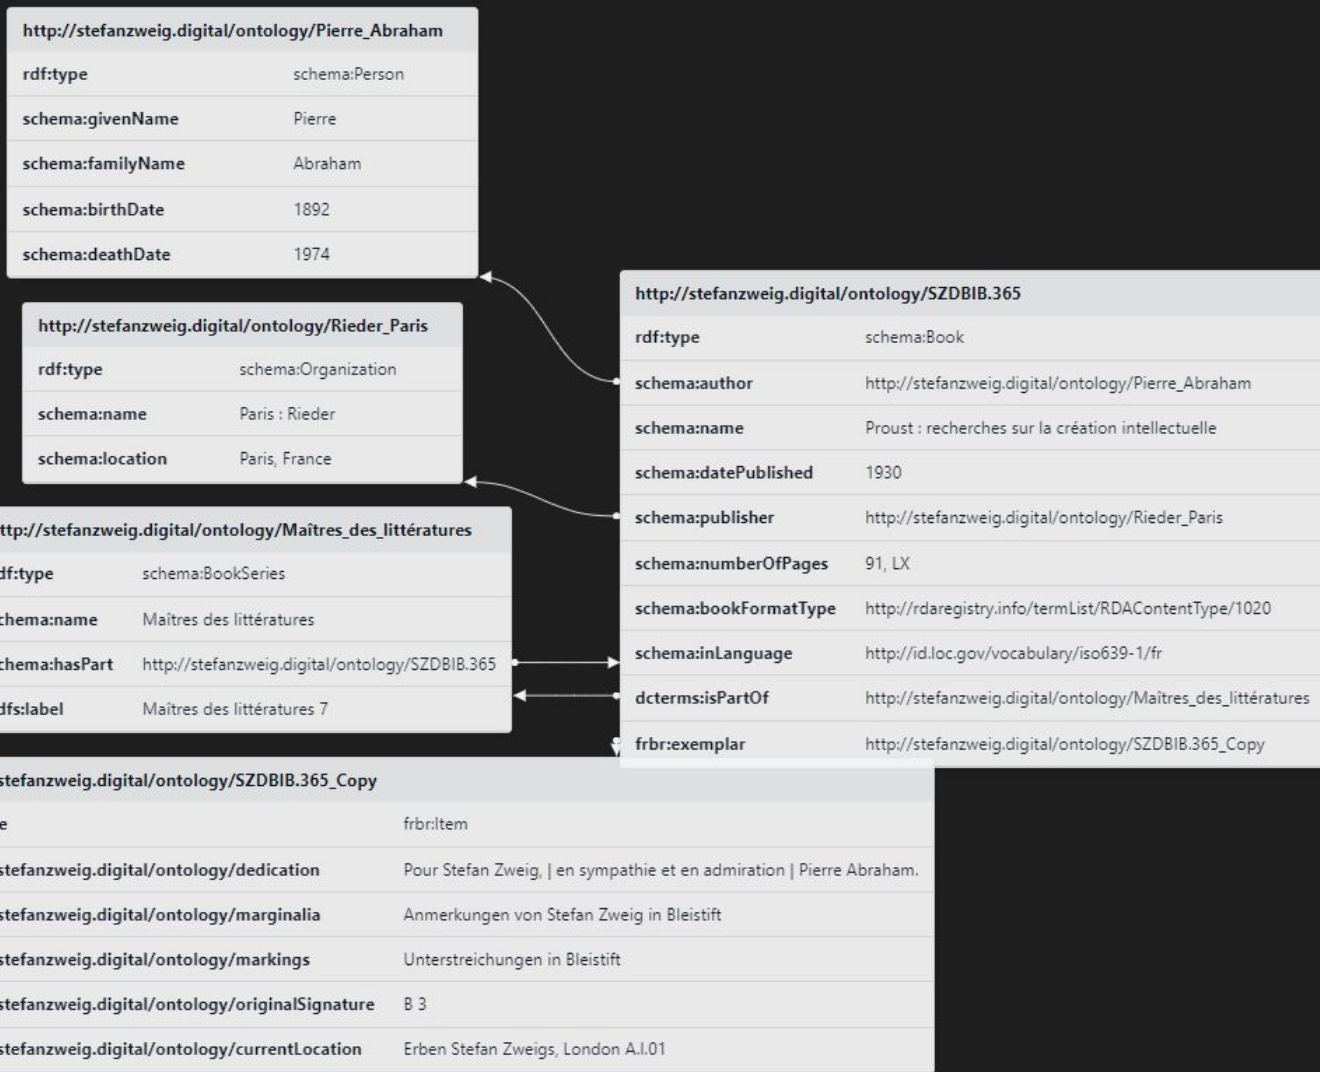 http://stefanzweig.digital/ontology/Pierre_Abraham
rdf:type schema:Person
schema:givenName Pierre
schema:familyName Abraham
schema:birthDate 1892
schema:deathDate 1974
http://stefanzweig.digital/ontology/Rieder_Paris
rdf:type schema:Organization
schema:name Paris : Rieder
schema:location Paris, France
ttp://stefanzweig.digital/ontology/Maîtres_des_littératures
df:type schema:BookSeries
chema:name Maîtres des littératures
chema:hasPart http://stefanzweig.digital/ontology/SZDBIB.365
dfs:label Maîtres des littératures 7
http://stefanzweig.digital/ontology/SZDBIB.365
rdf:type schema:Book
schema:author http://stefanzweig.digital/ontology/Pierre_Abraham
schema:name Proust : recherches sur la création intellectuelle
schema:datePublished 1930
schema:publisher http://stefanzweig.digital/ontology/Rieder_Paris
schema:numberOfPages 91, LX
schema:bookFormatType http://rdaregistry.info/termList/RDAContentType/1020
schema:inLanguage http://id.loc.gov/vocabulary/iso639-1/fr
dcterms:isPartOf http://stefanzweig.digital/ontology/Maîtres_des_littératures
frbr:exemplar http://stefanzweig.digital/ontology/SZDBIB.365_Copy
stefanzweig.digital/ontology/SZDBIB.365_Copy
e frbr:Item
stefanzweig.digital/ontology/dedication Pour Stefan Zweig, | en sympathie et en admiration | Pierre Abraham.
stefanzweig.digital/ontology/marginalia Anmerkungen von Stefan Zweig in Bleistift
stefanzweig.digital/ontology/markings Unterstreichungen in Bleistift
stefanzweig.digital/ontology/originalSignature B 3
stefanzweig.digital/ontology/currentLocation Erben Stefan Zweigs, London A.I.01